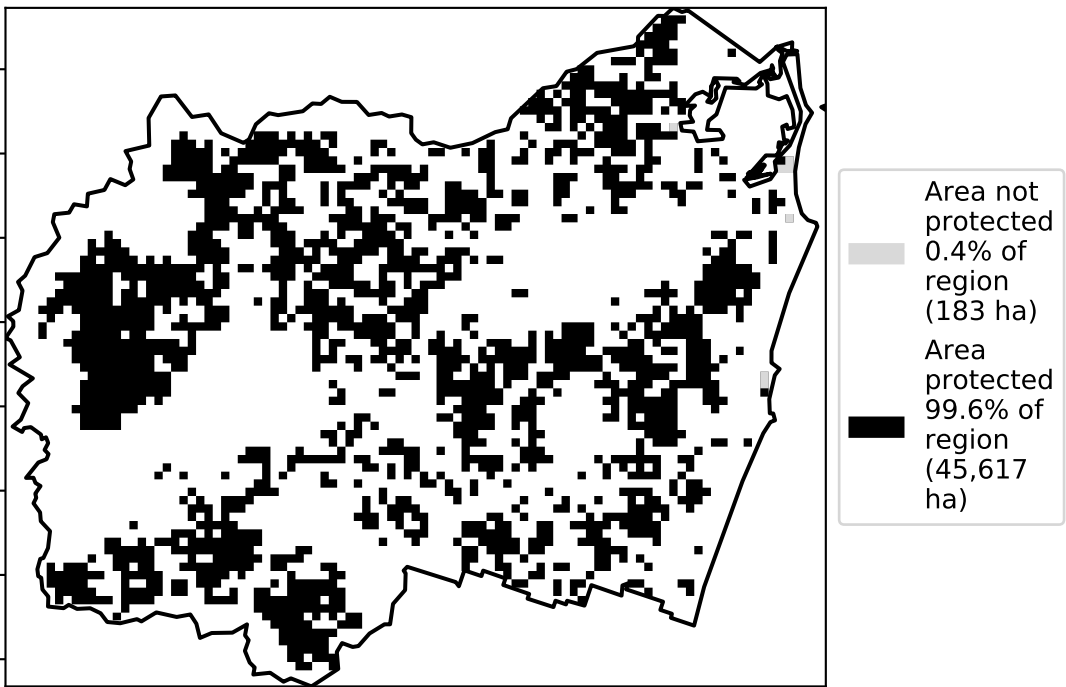 Area not
protected
0.4% of
region
(183 ha)
Area
protected
99.6% of
region
(45,617
ha)